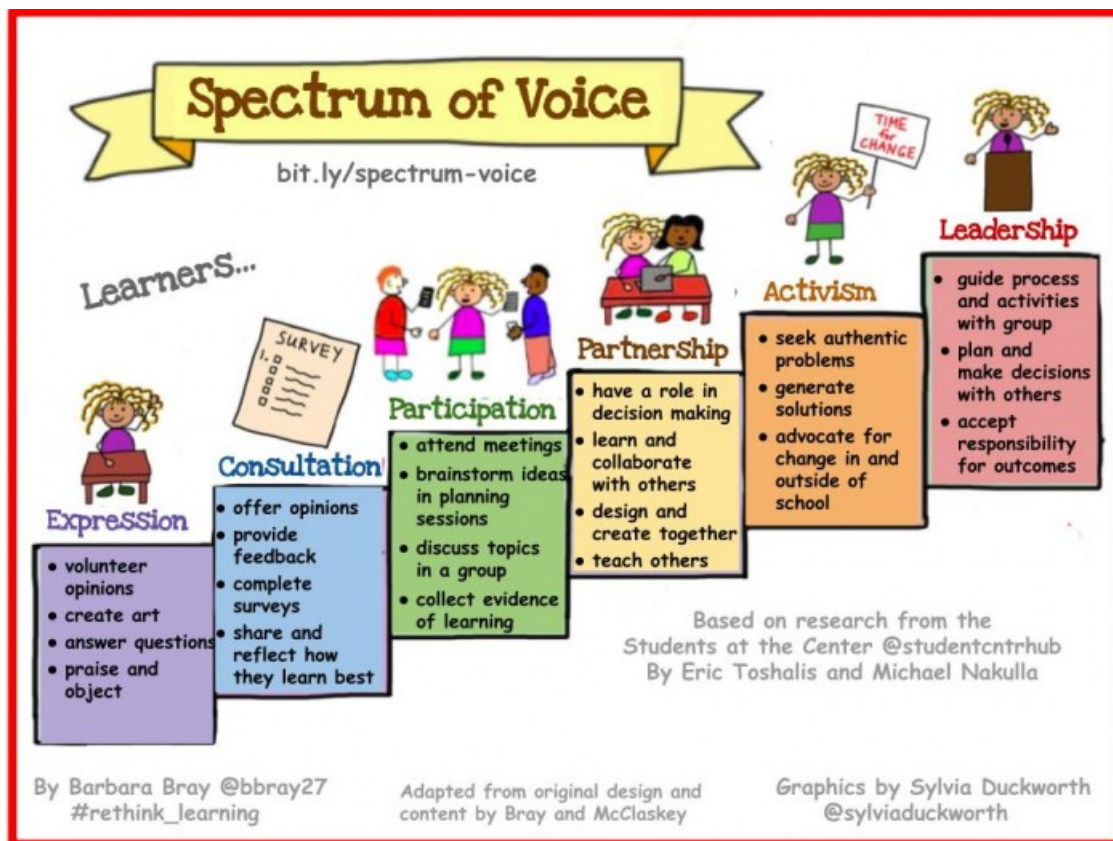 Spectrum of Voice
bit.ly/spectrum-voice
Learners...
Expression
• volunteer
opinions
• create art
• answer questions
• praise and
object
SURVEY
1.
Consultation
• offer opinions
• provide
feedback
• complete
surveys
• share and
reflect how
they learn best
Participation
• attend meetings
• brainstorm ideas
in planning
sessions
• discuss topics
in a group
• collect evidence
of learning
Partnership
• have a role in
decision making
• learn and
collaborate
with others
• design and
create together
• teach others
TIME
for
CHANGE
Activism
• seek authentic
problems
• generate
solutions
• advocate for
change in and
outside of
school
Leadership
• guide process
and activities
with group
• plan and
make decisions
with others
• accept
responsibility
for outcomes
Based on research from the
Students at the Center @studentcntrhub
By Eric Toshalis and Michael Nakulla
By Barbara Bray @bbray27
#rethink_learning
Adapted from original design and
content by Bray and McClaskey
Graphics by Sylvia Duckworth
@sylviaduckworth